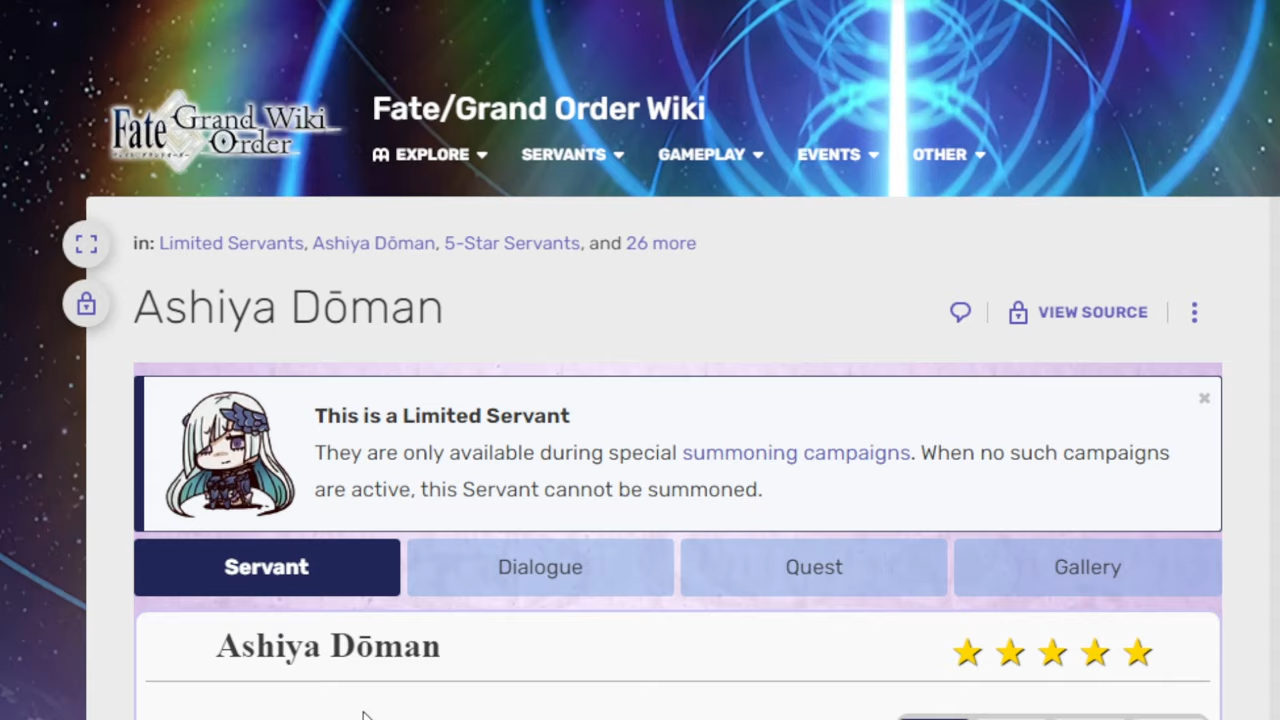 Fate Grand Wiki
Order
Fate/Grand Order Wiki
EXPLORE SERVANTS GAMEPLAY EVENTS OTHER
in: Limited Servants, Ashiya Dōman, 5-Star Servants, and 26 more
Ashiya Dōman
VIEW SOURCE
This is a Limited Servant
They are only available during special summoning campaigns. When no such campaigns
are active, this Servant cannot be summoned.
Servant Dialogue Quest Gallery
Ashiya Dōman